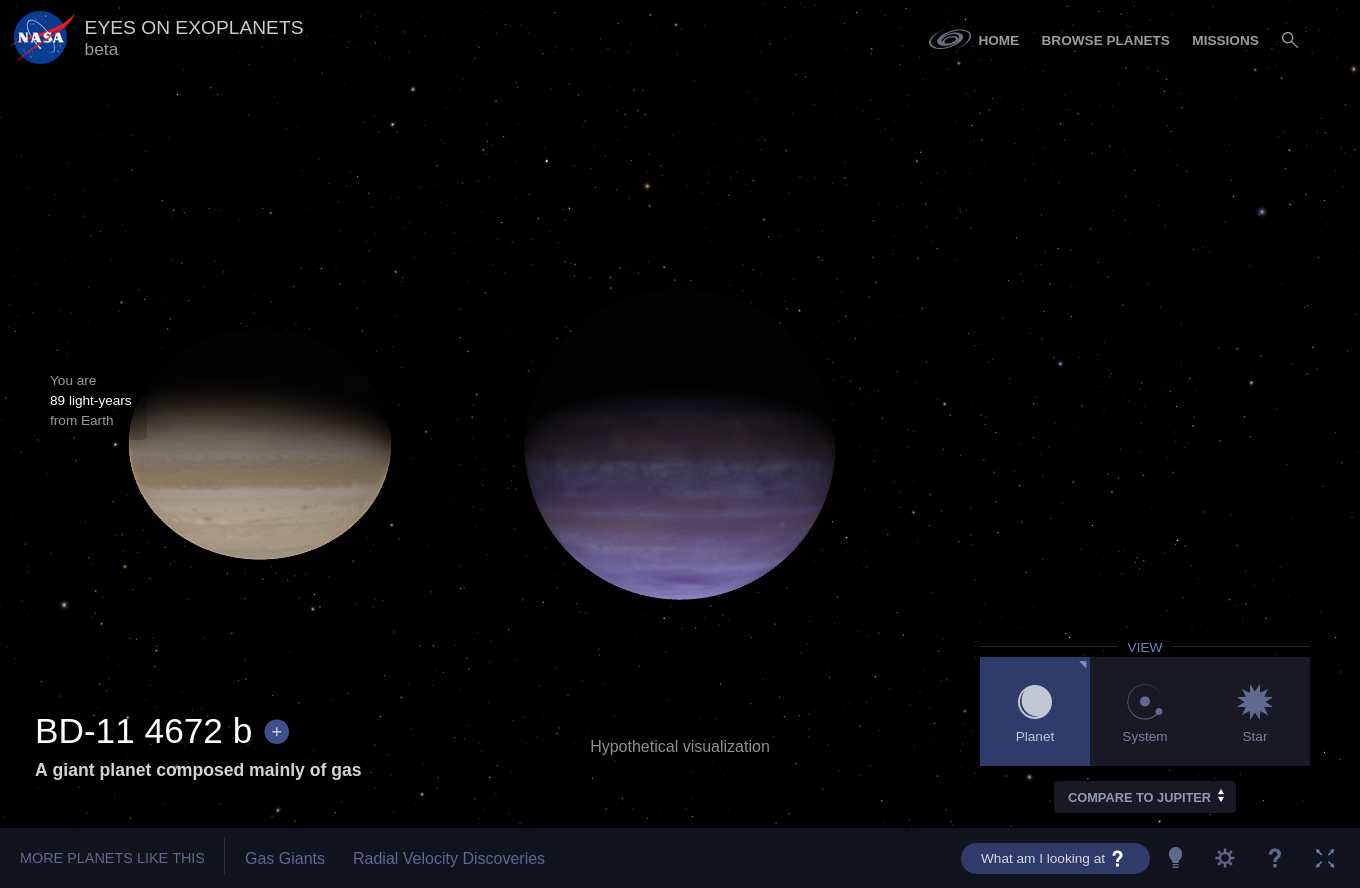 NASA
EYES ON EXOPLANETS
beta
HOME
BROWSE PLANETS
MISSIONS
You are
89 light-years
from Earth
VIEW
Planet
System
Star
BD-11 4672 b +
A giant planet composed mainly of gas
Hypothetical visualization
COMPARE TO JUPITER
MORE PLANETS LIKE THIS
Gas Giants
Radial Velocity Discoveries
What am I looking at ?
?